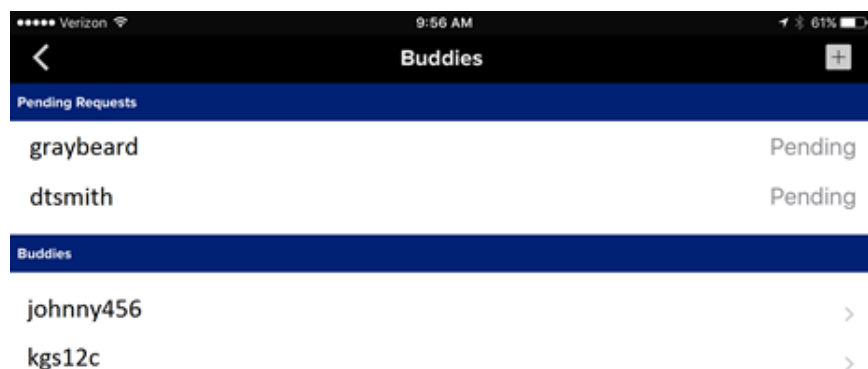 Verizon 9:56 AM 61%
Buddies
Pending Requests
graybeard Pending
dtsmith Pending
Buddies
johnny456
kgs12c